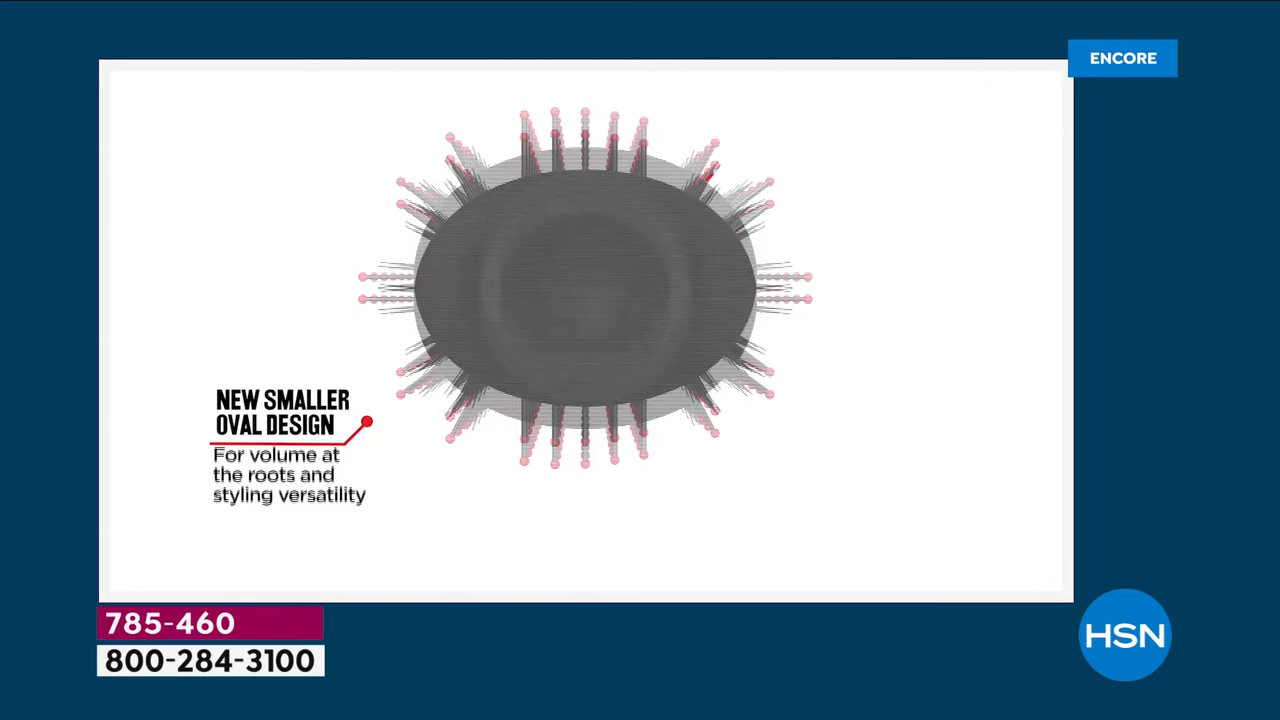 ENCORE
NEW SMALLER
OVAL DESIGN
For volume at
the roots and
styling versatility
785-460
800-284-3100
HSN